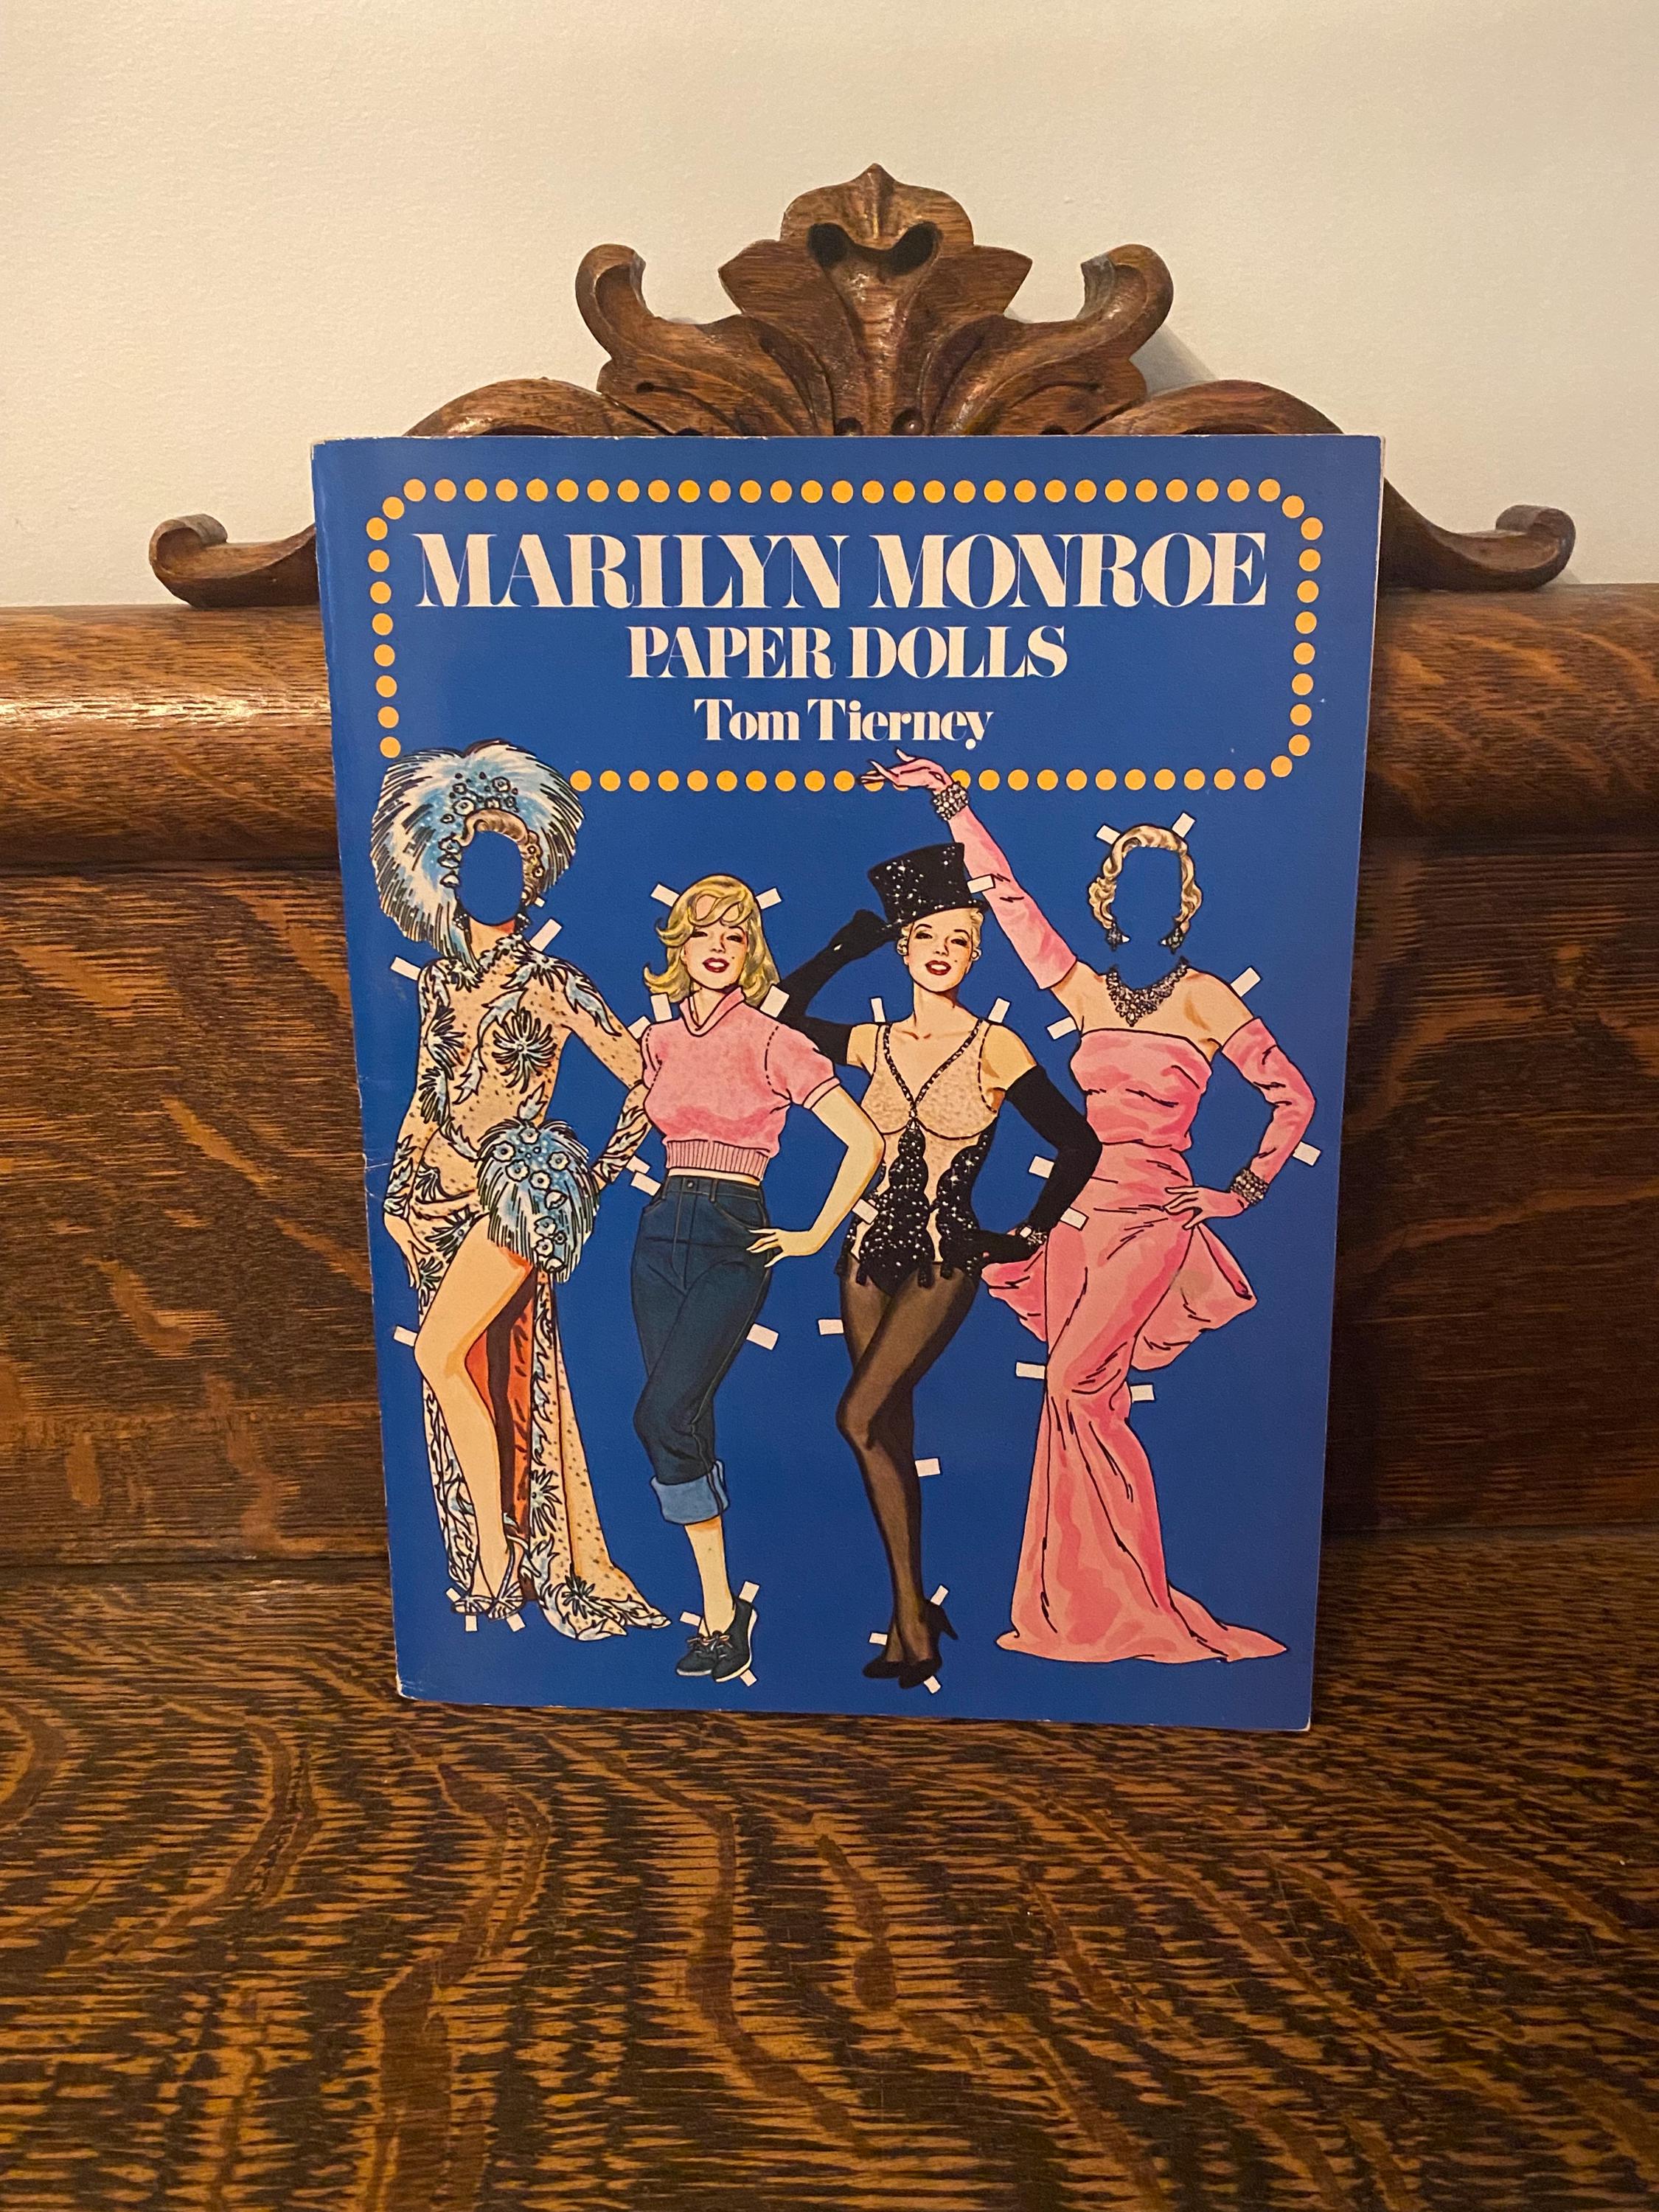 MARILYN MONROE
PAPER DOLLS
Tom Tierney